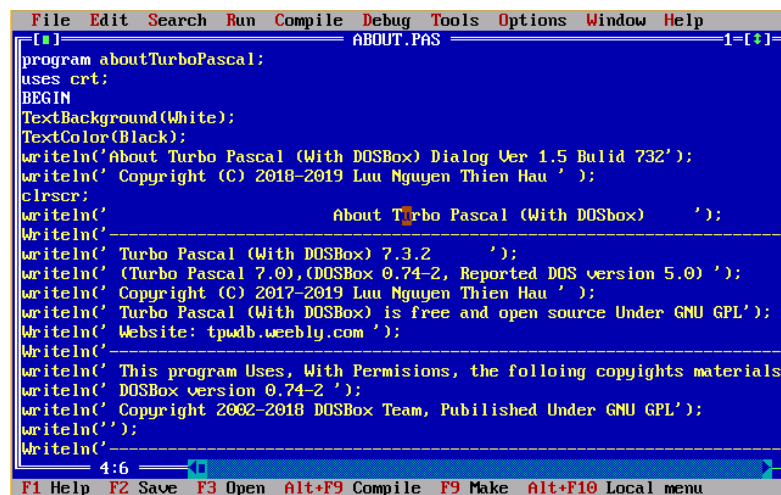 File Edit Search Run Compile Debug Tools Options Window Help
[■] ABOUT.PAS 1=[↕]
program aboutTurboPascal;
uses crt;
BEGIN
TextBackground(White);
TextColor(Black);
writeln('About Turbo Pascal (With DOSBox) Dialog Ver 1.5 Bulid 732');
writeln(' Copyright (C) 2018-2019 Luu Nguyen Thien Hau ' );
clrscr;
writeln('                              About Turbo Pascal (With DOSbox)      ');
Writeln('-----------------------------------------------------------------
writeln(' Turbo Pascal (With DOSBox) 7.3.2       ');
writeln(' (Turbo Pascal 7.0),(DOSBox 0.74-2, Reported DOS version 5.0) ');
writeln(' Copyright (C) 2017-2019 Luu Nguyen Thien Hau ' );
writeln(' Turbo Pascal (With DOSBox) is free and open source Under GNU GPL');
Writeln(' Website: tpwdb.weebly.com ');
Writeln('-----------------------------------------------------------------
writeln(' This program Uses, With Permisions, the folloing copyights materials
writeln(' DOSBox version 0.74-2 ');
writeln(' Copyright 2002-2018 DOSBox Team, Pubilished Under GNU GPL');
writeln('');
Writeln('-----------------------------------------------------------------
4:6
F1 Help F2 Save F3 Open Alt+F9 Compile F9 Make Alt+F10 Local menu